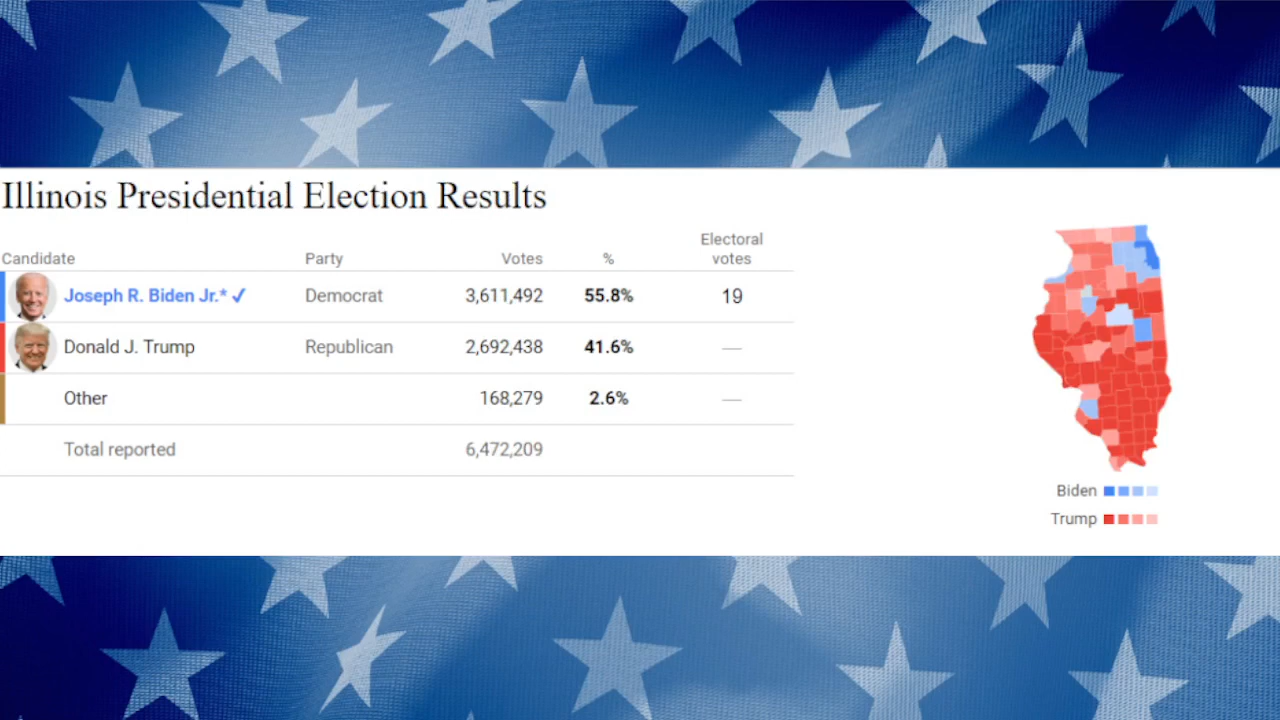 Illinois Presidential Election Results
Electoral
Candidate Party Votes % votes
Joseph R. Biden Jr.* ✓ Democrat 3,611,492 55.8% 19
Donald J. Trump Republican 2,692,438 41.6% —
Other 168,279 2.6% —
Total reported 6,472,209
Biden
Trump